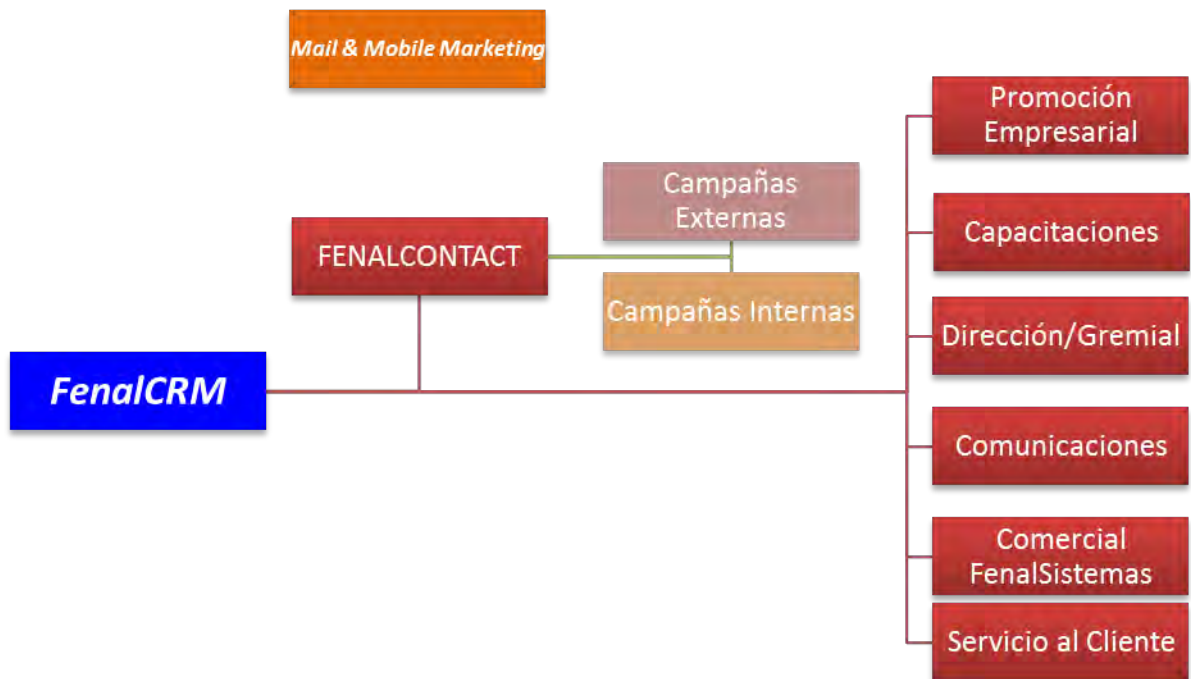 Mail & Mobile Marketing
Promoción
Empresarial
Campañas
Externas
Capacitaciones
FENALCONTACT
Campañas Internas
Dirección/Gremial
FenalCRM
Comunicaciones
Comercial
FenalSistemas
Servicio al Cliente